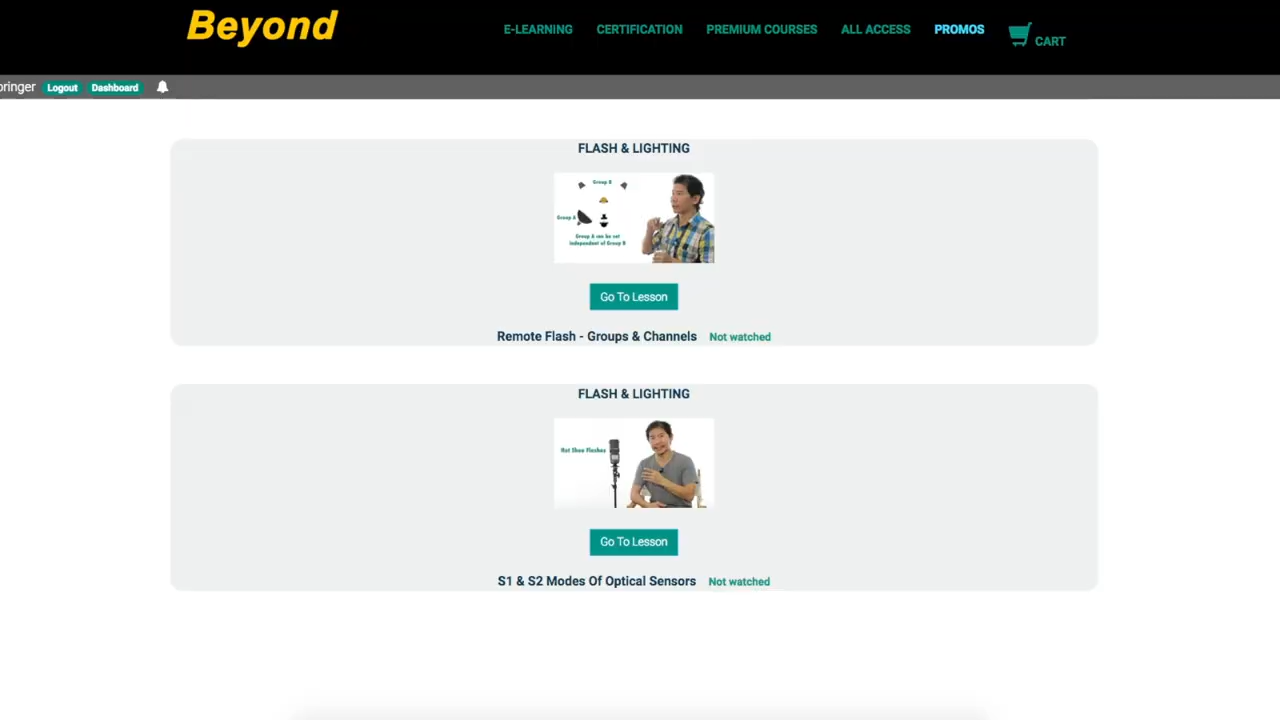 Beyond
E-LEARNING CERTIFICATION PREMIUM COURSES ALL ACCESS PROMOS CART
Logout Dashboard
FLASH & LIGHTING
Group B
Group A
Group A can be set
independent of Group B
Go To Lesson
Remote Flash - Groups & Channels Not watched
FLASH & LIGHTING
Hot Shoe Flashes
Go To Lesson
S1 & S2 Modes Of Optical Sensors Not watched